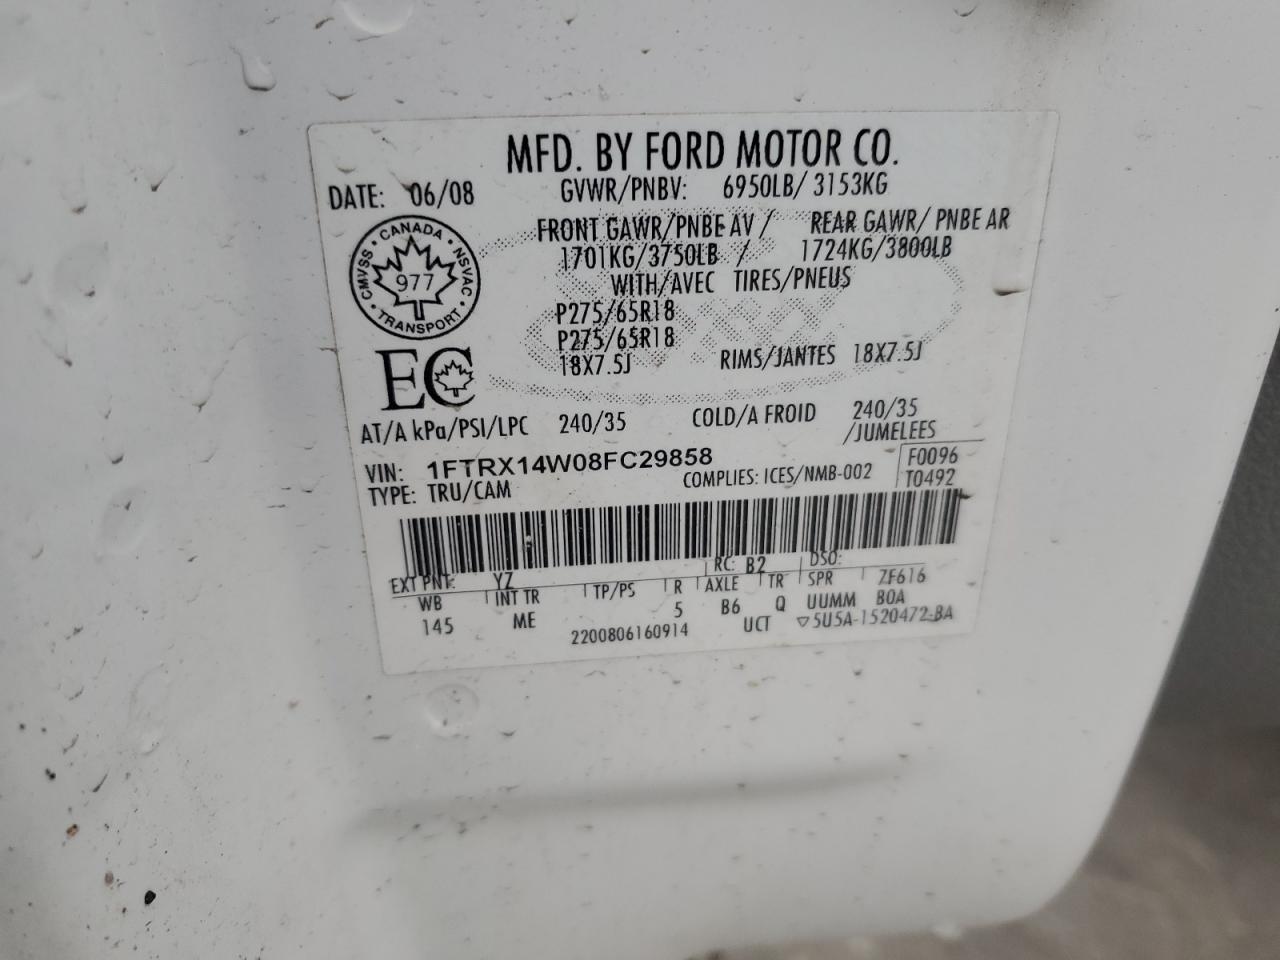 MFD. BY FORD MOTOR CO.
DATE: 06/08 GVWR/PNBV: 6950LB/ 3153KG
FRONT GAWR/PNBE AV / REAR GAWR/ PNBE AR
1701KG/3750LB / 1724KG/3800LB
WITH/AVEC TIRES/PNEUS
P275/65R18
P275/65R18
18X7.5J RIMS/JANTES 18X7.5J
CANADA
CMVSS NSVAC
977
TRANSPORT
EC
AT/A kPa/PSI/LPC 240/35 COLD/A FROID 240/35
/JUMELEES
VIN: 1FTRX14W08FC29858 F0096
TYPE: TRU/CAM COMPLIES: ICES/NMB-002 T0492
RC: B2 DSO:
EXT PNT: YZ
WB INT TR TP/PS R AXLE TR SPR ZF616
145 ME 5 B6 Q UUMM BOA
2200806160914 UCT ▽5U5A-1520472-BA